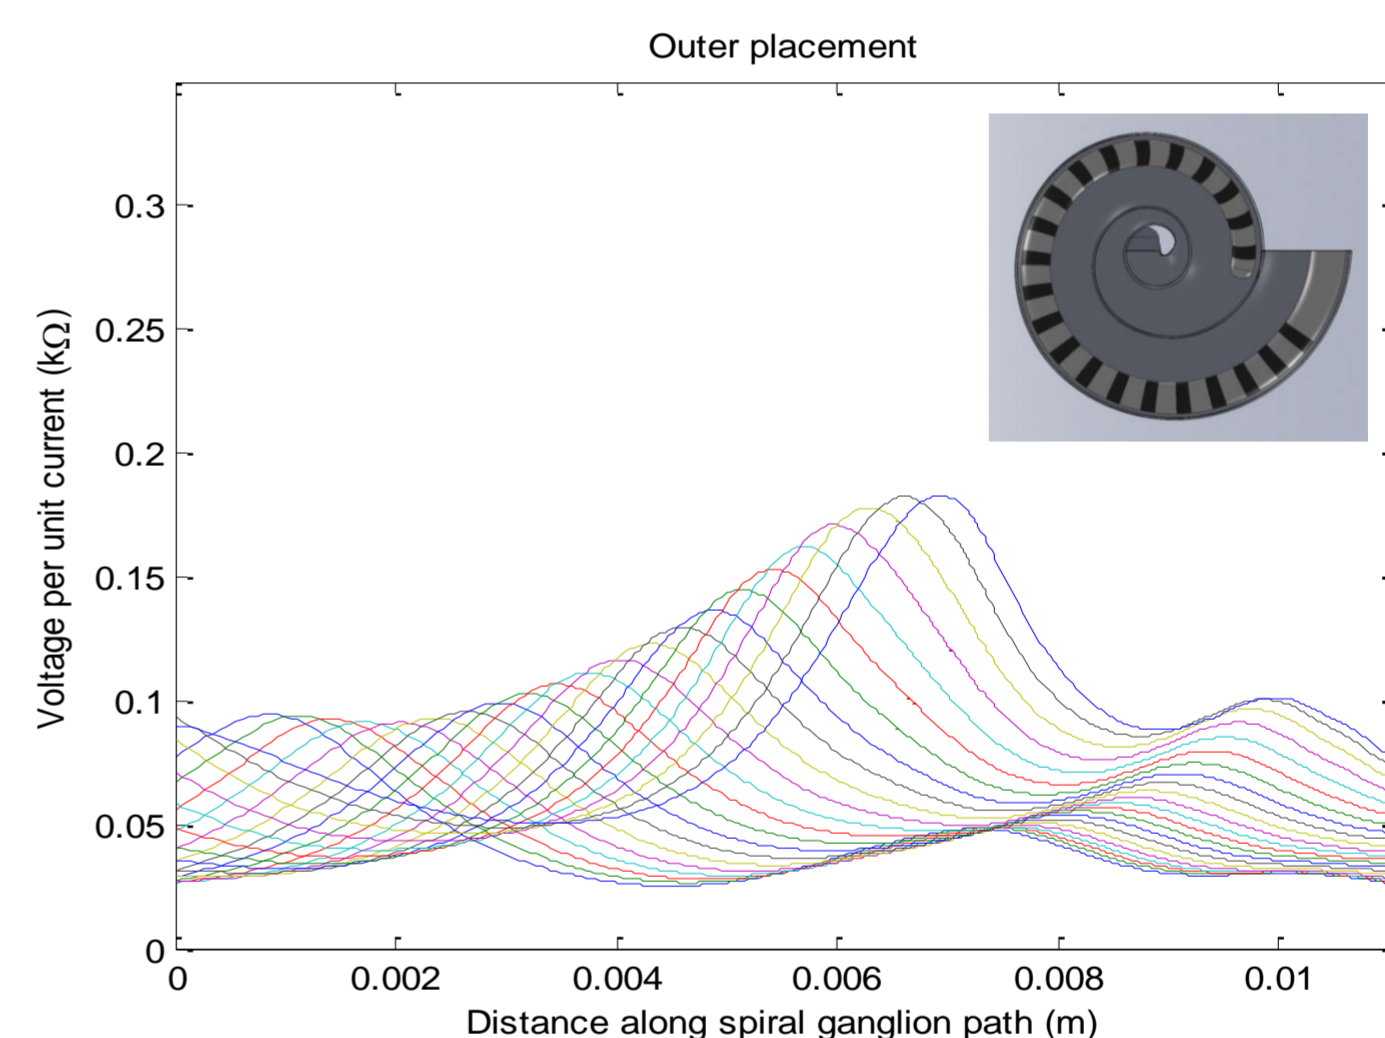 Outer placement
0.3
0.25
0.2
0.15
0.1
0.05
0
Voltage per unit current (kΩ)
0 0.002 0.004 0.006 0.008 0.01
Distance along spiral ganglion path (m)